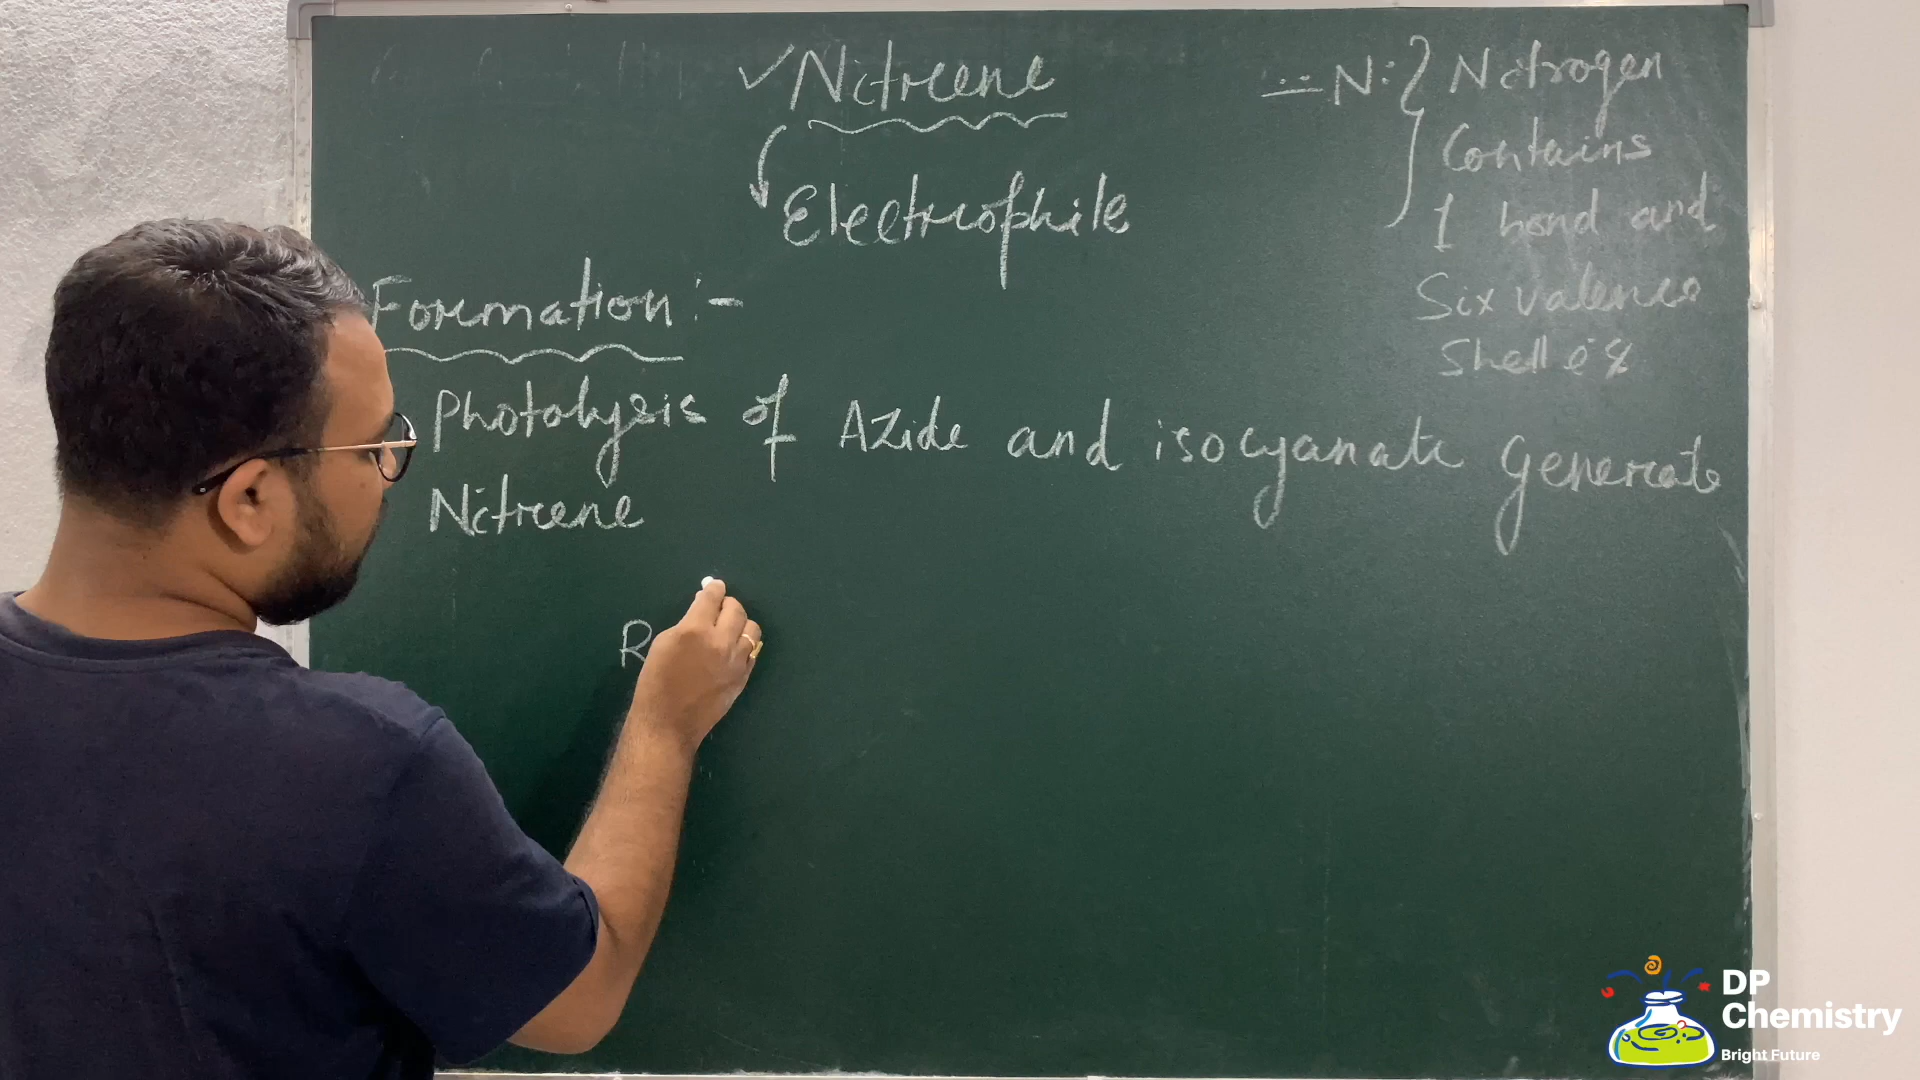 ✓Nitrene
Electrophile
–N̈: } Nitrogen
Contains
1 bond and
Six valence
Shell e's
Formation :-
Photolysis of Azide and isocyanate Generate
Nitrene
R
DP
Chemistry
Bright Future